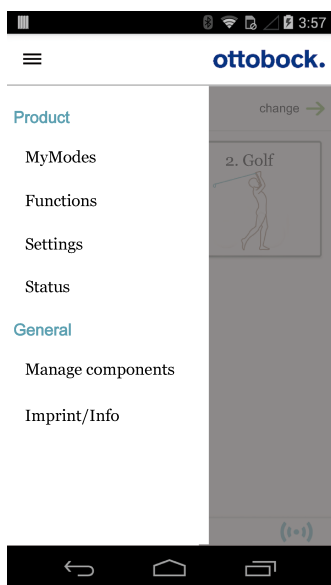 3:57
ottobock.
change
Product
MyModes
2. Golf
Functions
Settings
Status
General
Manage components
Imprint/Info